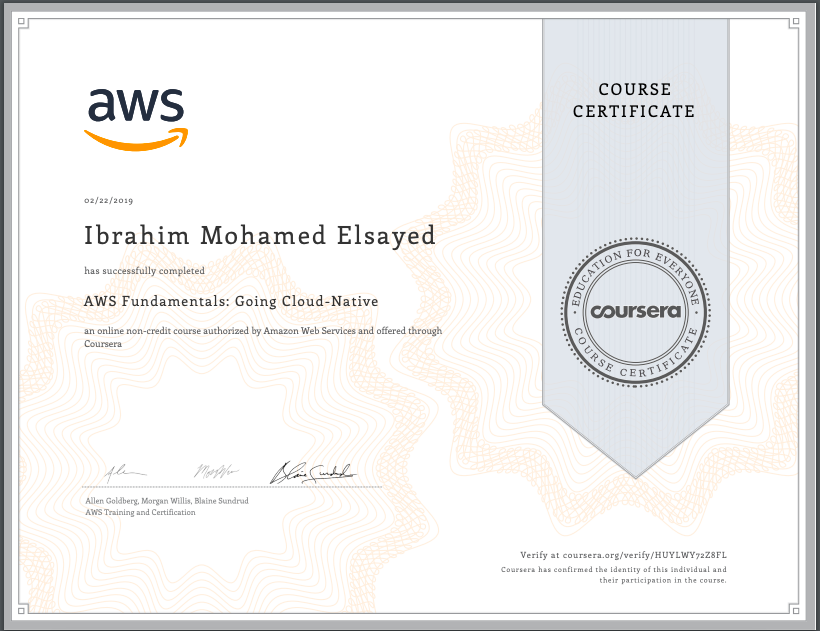 aws
COURSE
CERTIFICATE
02/22/2019
Ibrahim Mohamed Elsayed
has successfully completed
AWS Fundamentals: Going Cloud-Native
an online non-credit course authorized by Amazon Web Services and offered through
Coursera
EDUCATION FOR EVERYONE
coursera
COURSE CERTIFICATE
Allen Goldberg, Morgan Willis, Blaine Sundrud
AWS Training and Certification
Verify at coursera.org/verify/HUYLWY72Z8FL
Coursera has confirmed the identity of this individual and
their participation in the course.